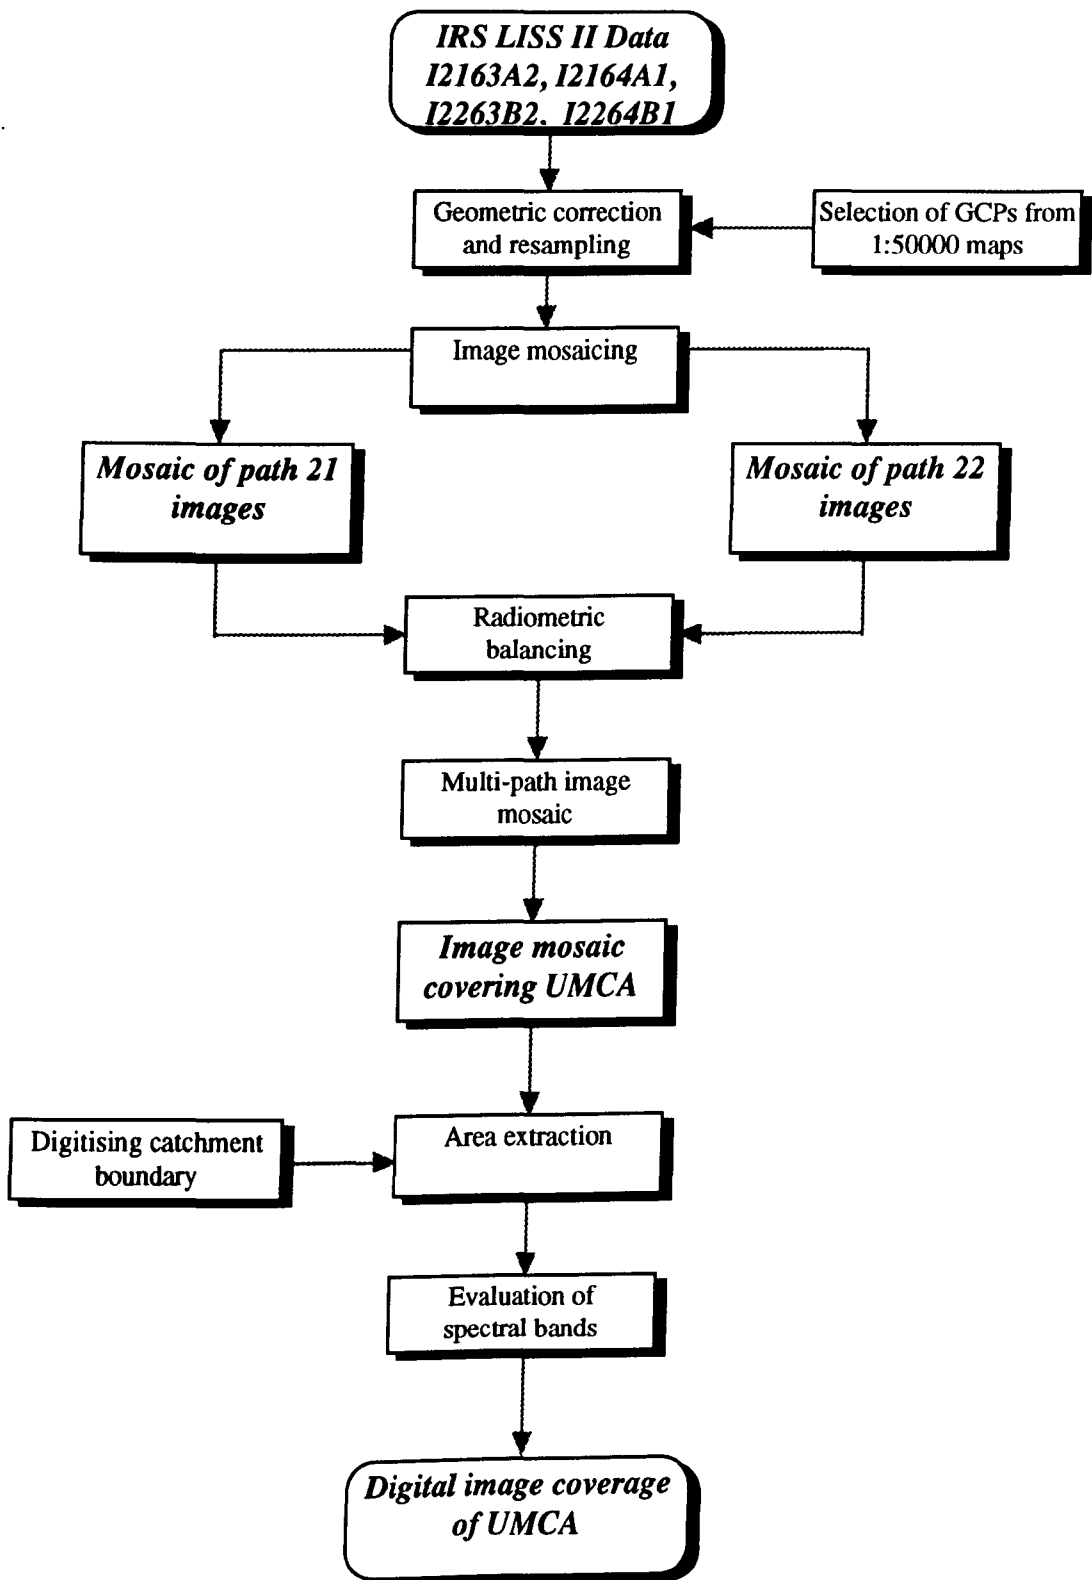 IRS LISS II Data
I2163A2, I2164A1,
I2263B2, I2264B1
Geometric correction
and resampling
Selection of GCPs from
1:50000 maps
Image mosaicing
Mosaic of path 21
images
Mosaic of path 22
images
Radiometric
balancing
Multi-path image
mosaic
Image mosaic
covering UMCA
Digitising catchment
boundary
Area extraction
Evaluation of
spectral bands
Digital image coverage
of UMCA